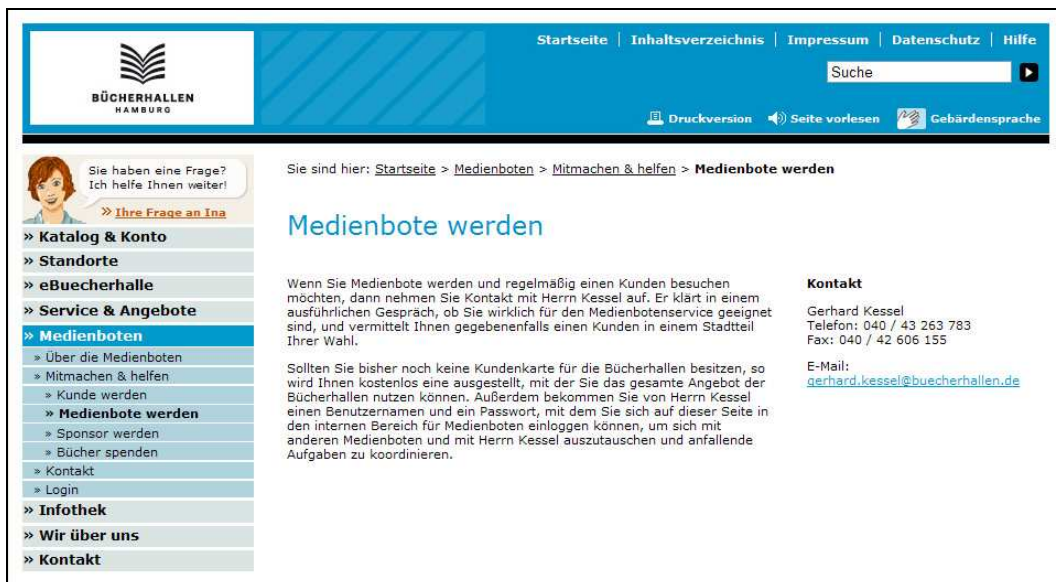 BÜCHERHALLEN
HAMBURG
Startseite | Inhaltsverzeichnis | Impressum | Datenschutz | Hilfe
Suche
Druckversion Seite vorlesen Gebärdensprache
Sie haben eine Frage?
Ich helfe Ihnen weiter!
» Ihre Frage an Ina
» Katalog & Konto
» Standorte
» eBuecherhalle
» Service & Angebote
» Medienboten
» Über die Medienboten
» Mitmachen & helfen
» Kunde werden
» Medienbote werden
» Sponsor werden
» Bücher spenden
» Kontakt
» Login
» Infothek
» Wir über uns
» Kontakt
Sie sind hier: Startseite > Medienboten > Mitmachen & helfen > Medienbote werden
Medienbote werden
Wenn Sie Medienbote werden und regelmäßig einen Kunden besuchen
möchten, dann nehmen Sie Kontakt mit Herrn Kessel auf. Er klärt in einem
ausführlichen Gespräch, ob Sie wirklich für den Medienbotenservice geeignet
sind, und vermittelt Ihnen gegebenenfalls einen Kunden in einem Stadtteil
Ihrer Wahl.
Sollten Sie bisher noch keine Kundenkarte für die Bücherhallen besitzen, so
wird Ihnen kostenlos eine ausgestellt, mit der Sie das gesamte Angebot der
Bücherhallen nutzen können. Außerdem bekommen Sie von Herrn Kessel
einen Benutzernamen und ein Passwort, mit dem Sie sich auf dieser Seite in
den internen Bereich für Medienboten einloggen können, um sich mit
anderen Medienboten und mit Herrn Kessel auszutauschen und anfallende
Aufgaben zu koordinieren.
Kontakt
Gerhard Kessel
Telefon: 040 / 43 263 783
Fax: 040 / 42 606 155
E-Mail:
gerhard.kessel@buecherhallen.de